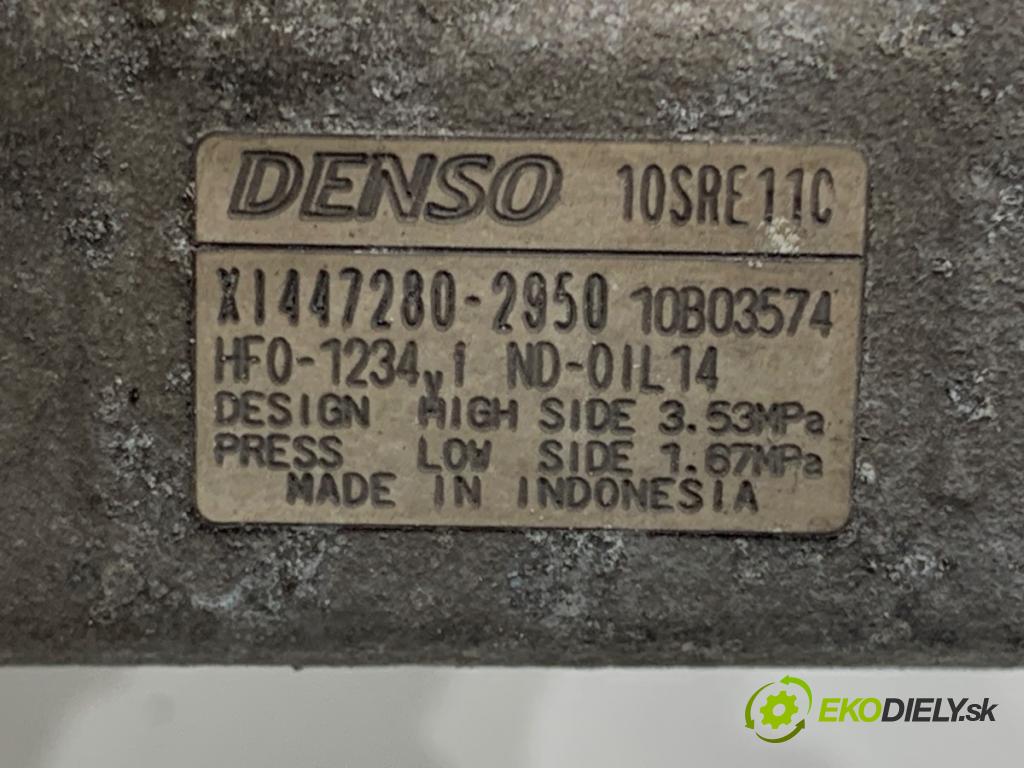 DENSO 10SRE11C
XI447280-2950 10B03574
HFO-1234yf ND-OIL14
DESIGN HIGH SIDE 3.53MPa
PRESS LOW SIDE 1.67MPa
MADE IN INDONESIA
EKODIELY.sk